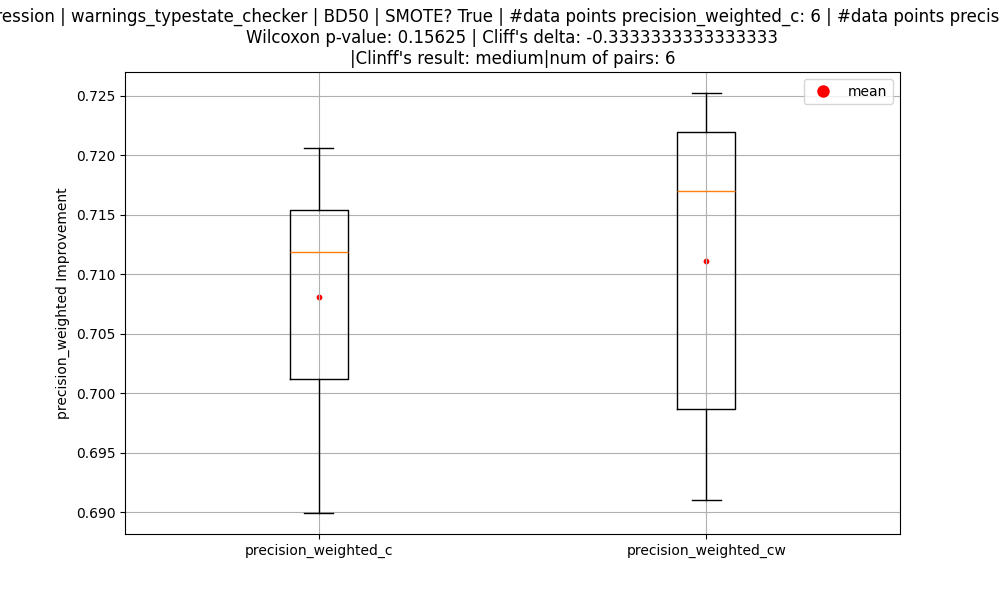 ression | warnings_typestate_checker | BD50 | SMOTE? True | #data points precision_weighted_c: 6 | #data points precis
Wilcoxon p-value: 0.15625 | Cliff's delta: -0.3333333333333333
|Clinff's result: medium|num of pairs: 6
mean
0.725
0.720
0.715
0.710
0.705
0.700
0.695
0.690
precision_weighted Improvement
precision_weighted_c
precision_weighted_cw